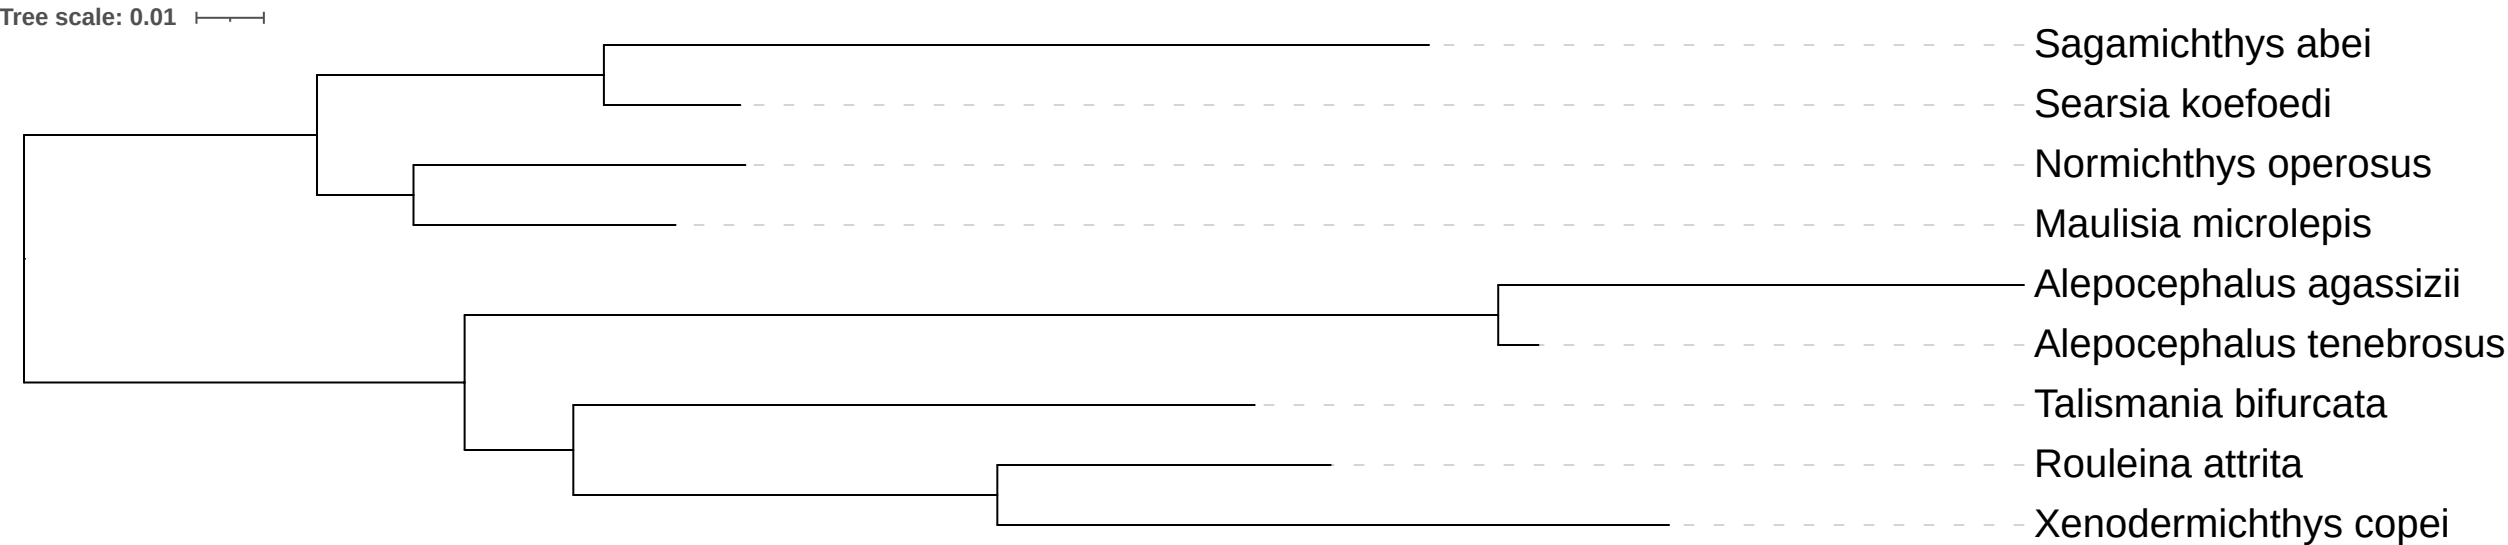 Tree scale: 0.01
Sagamichthys abei
Searsia koefoedi
Normichthys operosus
Maulisia microlepis
Alepocephalus agassizii
Alepocephalus tenebrosus
Talismania bifurcata
Rouleina attrita
Xenodermichthys copei